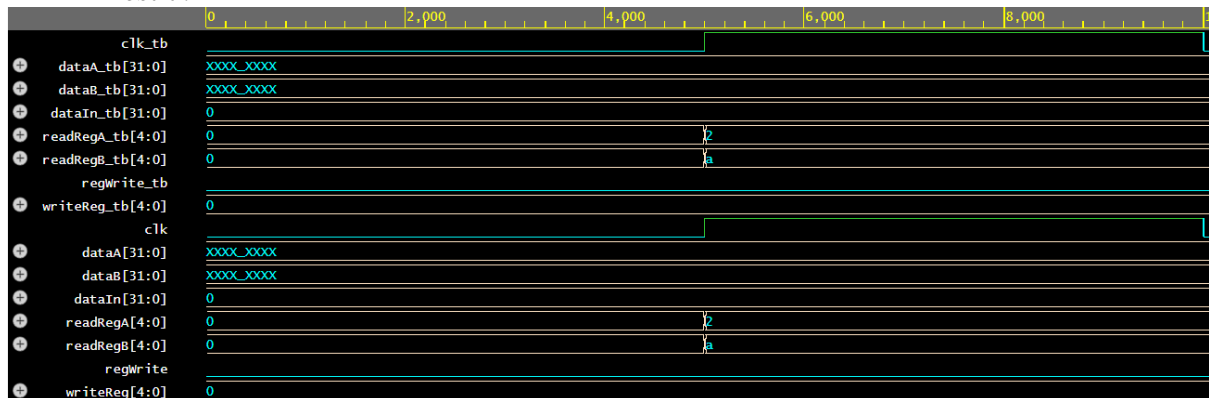 0 2,000 4,000 6,000 8,000
clk_tb
dataA_tb[31:0] XXXX_XXXX
dataB_tb[31:0] XXXX_XXXX
dataIn_tb[31:0] 0
readRegA_tb[4:0] 0 2
readRegB_tb[4:0] 0 a
regWrite_tb
writeReg_tb[4:0] 0
clk
dataA[31:0] XXXX_XXXX
dataB[31:0] XXXX_XXXX
dataIn[31:0] 0
readRegA[4:0] 0 2
readRegB[4:0] 0 a
regWrite
writeReg[4:0] 0